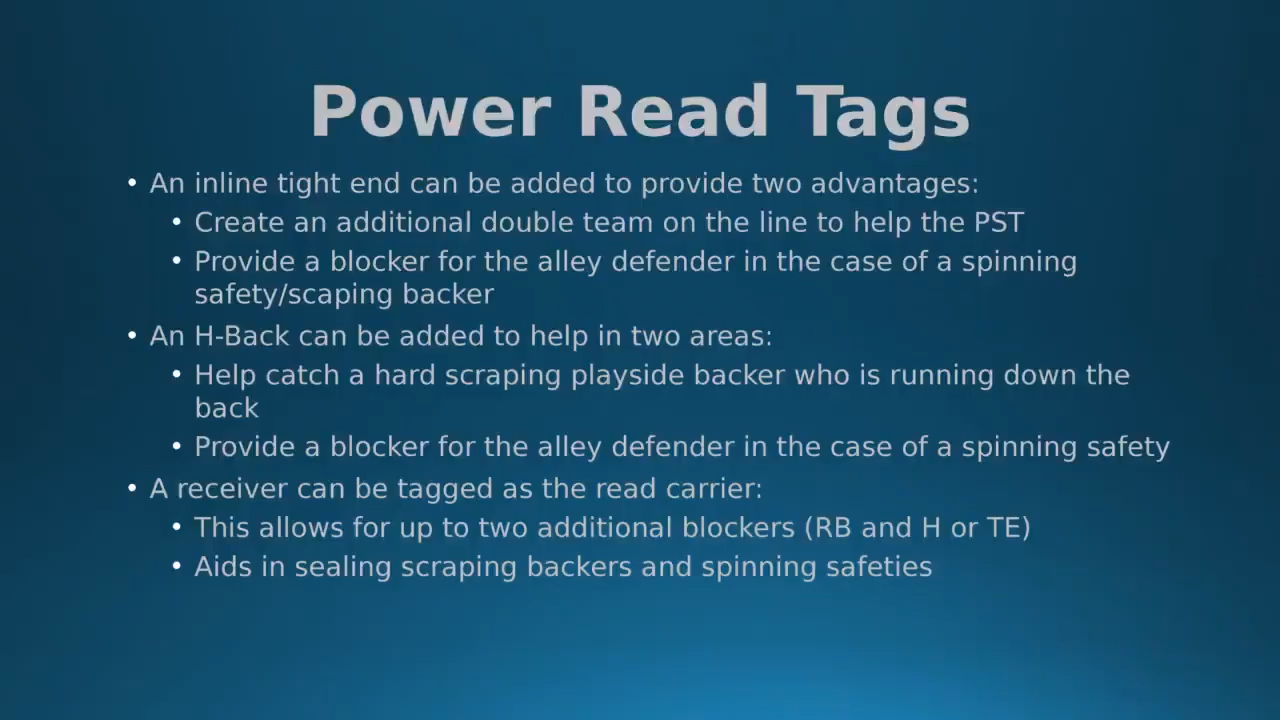 Power Read Tags
• An inline tight end can be added to provide two advantages:
• Create an additional double team on the line to help the PST
• Provide a blocker for the alley defender in the case of a spinning
safety/scaping backer
• An H-Back can be added to help in two areas:
• Help catch a hard scraping playside backer who is running down the
back
• Provide a blocker for the alley defender in the case of a spinning safety
• A receiver can be tagged as the read carrier:
• This allows for up to two additional blockers (RB and H or TE)
• Aids in sealing scraping backers and spinning safeties